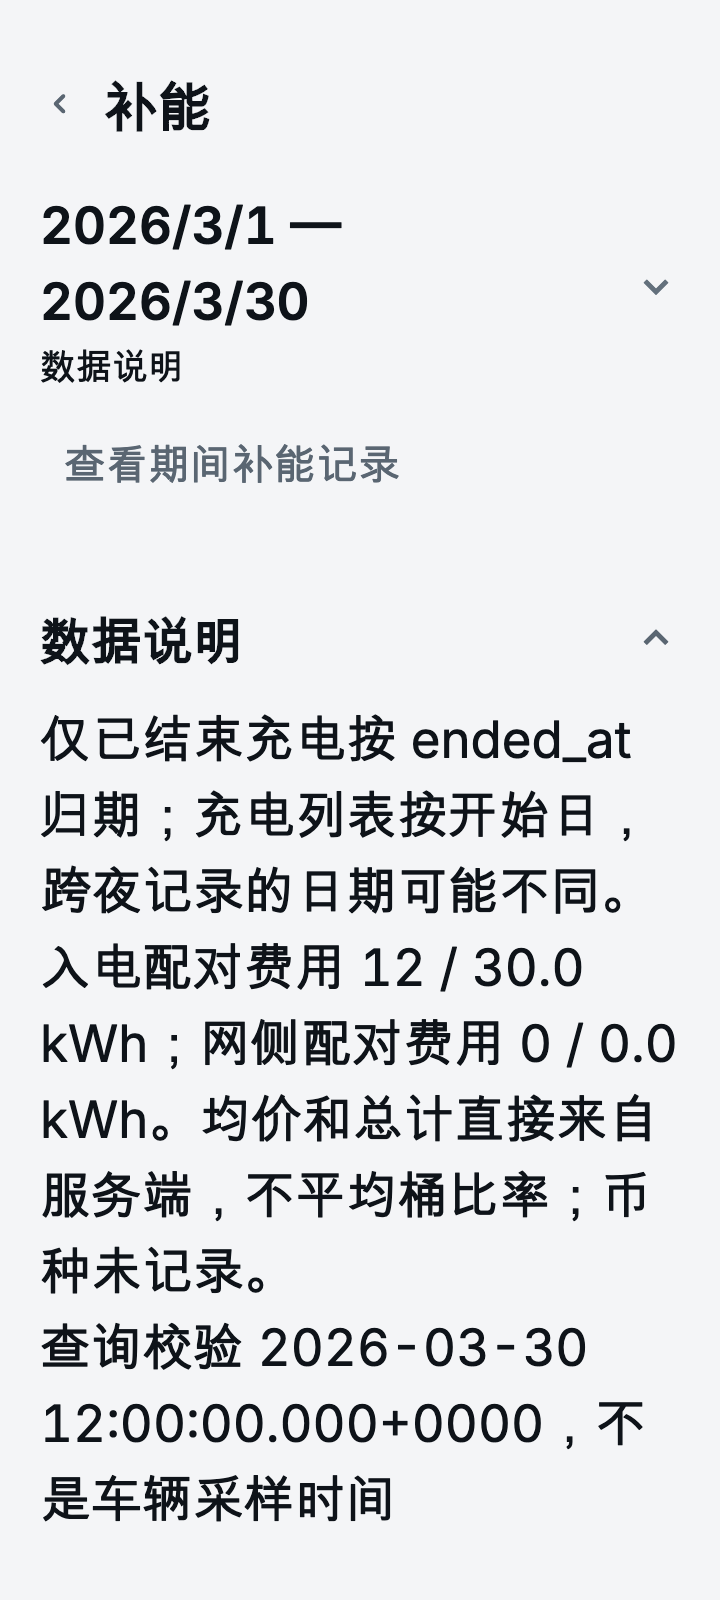 补能
2026/3/1 —
2026/3/30
数据说明
查看期间补能记录
数据说明
仅已结束充电按 ended_at
归期；充电列表按开始日，
跨夜记录的日期可能不同。
入电配对费用 12 / 30.0
kWh；网侧配对费用 0 / 0.0
kWh。均价和总计直接来自
服务端，不平均桶比率；币
种未记录。
查询校验 2026-03-30
12:00:00.000+0000，不
是车辆采样时间